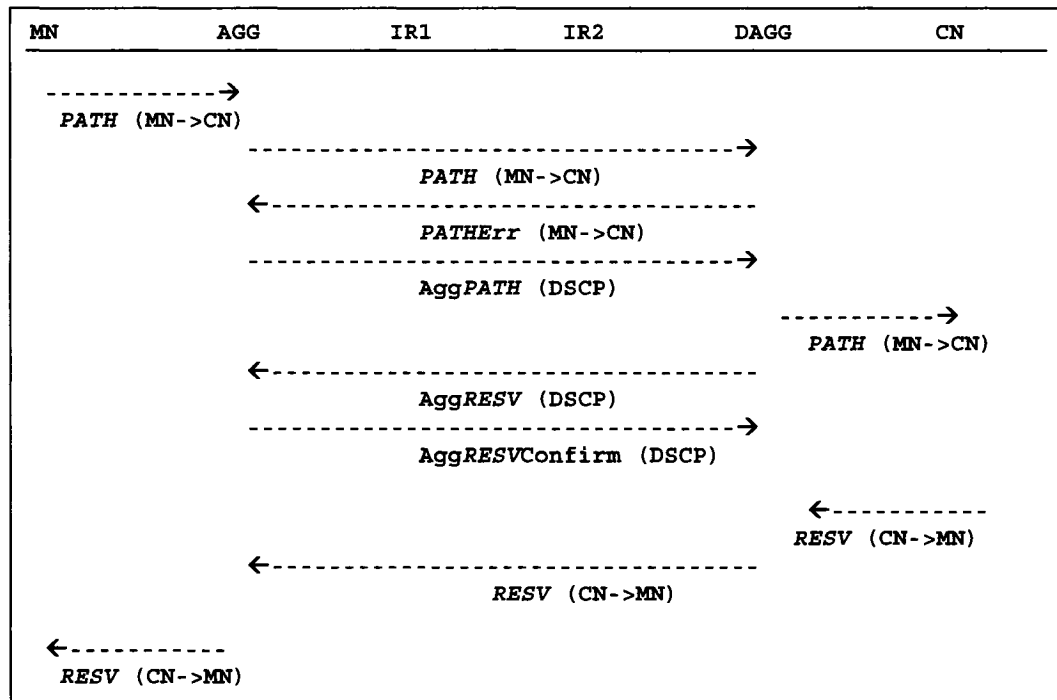 MN AGG IR1 IR2 DAGG CN
PATH (MN->CN)
PATH (MN->CN)
PATHErr (MN->CN)
AggPATH (DSCP)
PATH (MN->CN)
AggRESV (DSCP)
AggRESVConfirm (DSCP)
RESV (CN->MN)
RESV (CN->MN)
RESV (CN->MN)